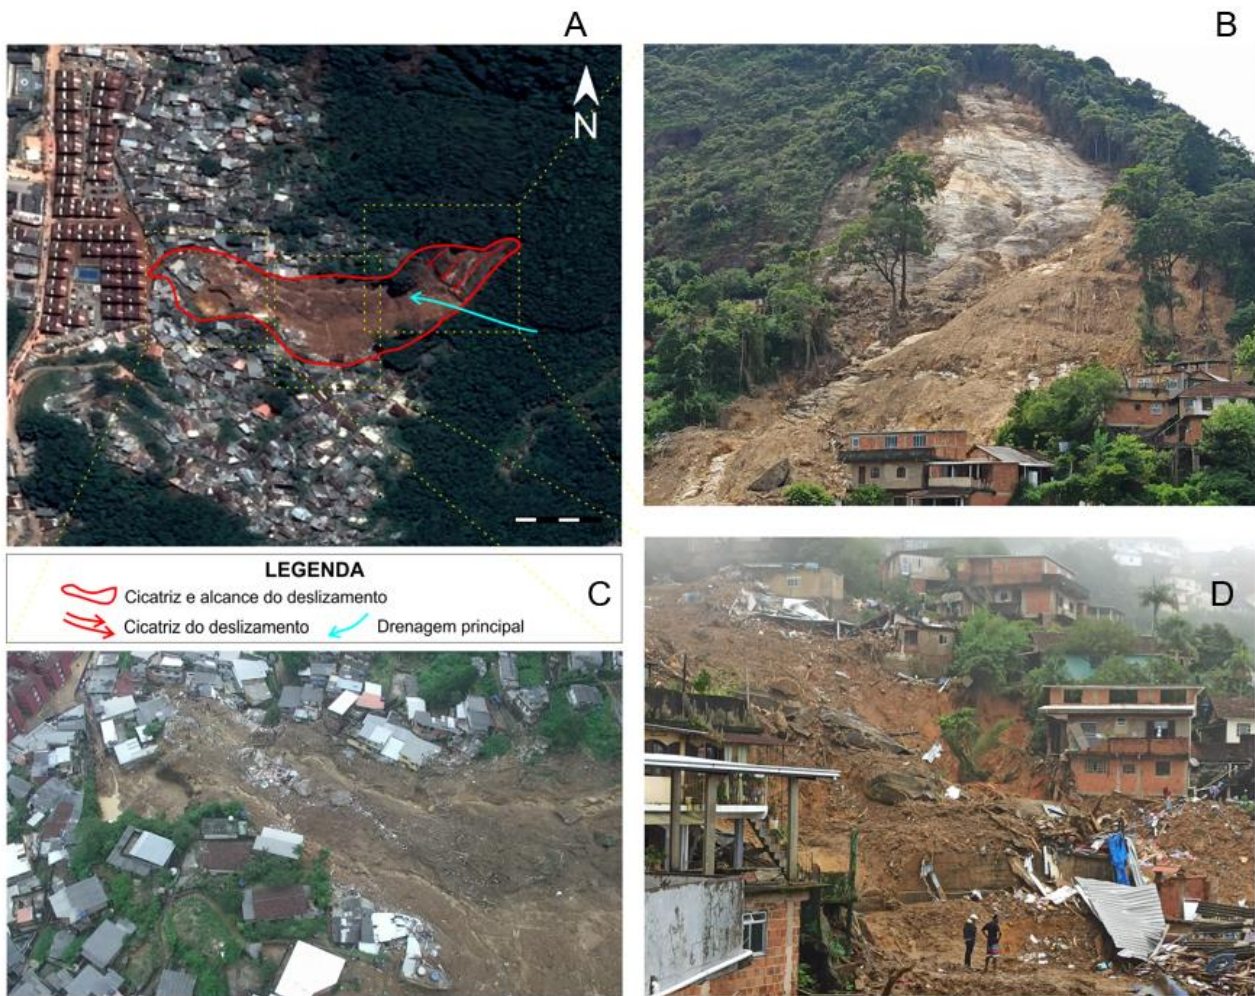 A
B
N
LEGENDA
Cicatriz e alcance do deslizamento
Cicatriz do deslizamento
Drenagem principal
C
D